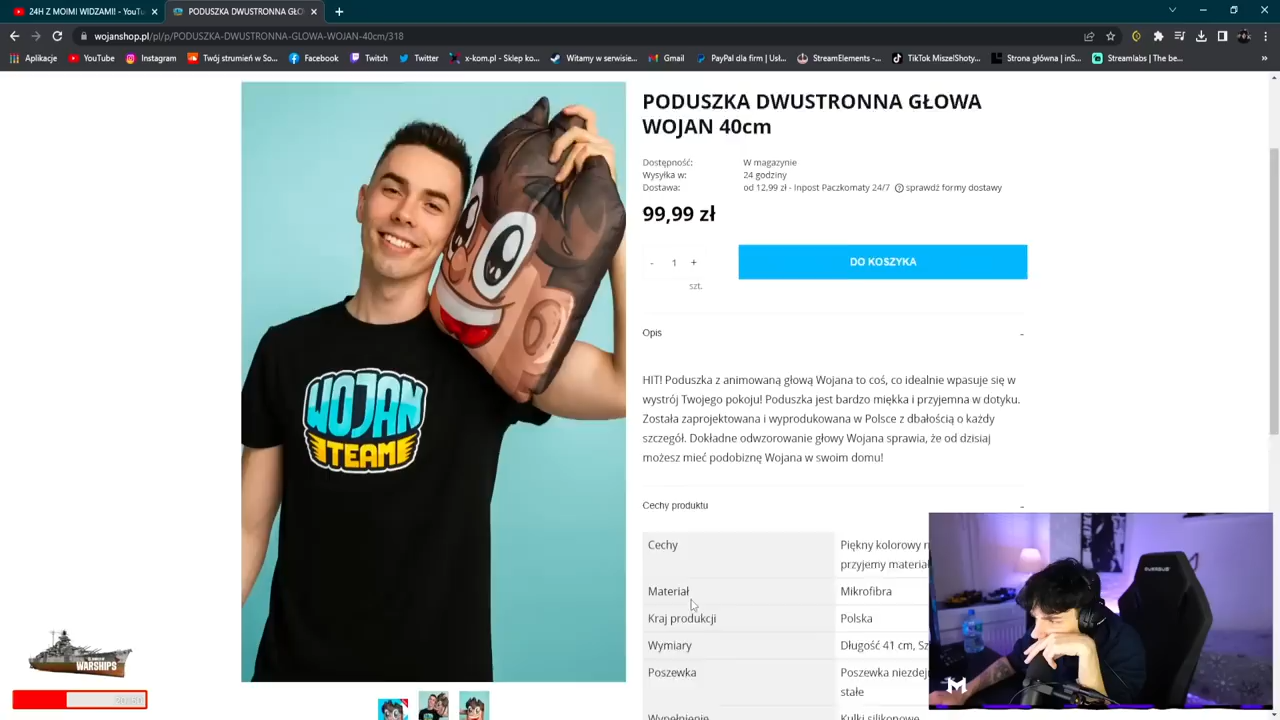 24H Z MOIMI WIDZAMI! - YouTu
PODUSZKA DWUSTRONNA GŁO
wojanshop.pl/pl/p/PODUSZKA-DWUSTRONNA-GLOWA-WOJAN-40cm/318
Aplikacje YouTube Instagram Twój strumień w So... Facebook Twitch Twitter x-kom.pl - Sklep ko... Witamy w serwisie... Gmail PayPal dla firm | Usł... StreamElements -... TikTok MiszelShoty... Strona główna | inS... Streamlabs | The be...
PODUSZKA DWUSTRONNA GŁOWA
WOJAN 40cm
Dostępność: W magazynie
Wysyłka w: 24 godziny
Dostawa: od 12.99 zł - Inpost Paczkomaty 24/7 sprawdź formy dostawy
99,99 zł
- 1 + DO KOSZYKA
szt.
Opis -
HIT! Poduszka z animowaną głową Wojana to coś, co idealnie wpasuje się w
wystrój Twojego pokoju! Poduszka jest bardzo miękka i przyjemna w dotyku.
Została zaprojektowana i wyprodukowana w Polsce z dbałością o każdy
szczegół. Dokładne odwzorowanie głowy Wojana sprawia, że od dzisiaj
możesz mieć podobiznę Wojana w swoim domu!
WOJAN
TEAM
Cechy produktu -
Cechy Piękny kolorowy
przyjemy materiał
Materiał Mikrofibra
Kraj produkcji Polska
Wymiary Długość 41 cm,
Poszewka Poszewka
stałe
Wypełnienie Kulki silikonowe
WARSHIPS
M